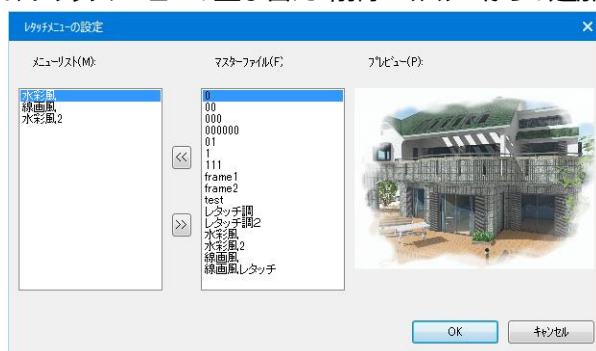 レタッチメニューの設定
メニューリスト(M):
マスターファイル(F;
プレビュー(P):
水彩風
線画風
水彩風2
0
00
000
000000
01
1
111
frame1
frame2
test
レタッチ調
レタッチ調2
水彩風
水彩風2
線画風
線画風レタッチ
<<
>>
OK
キャンセル